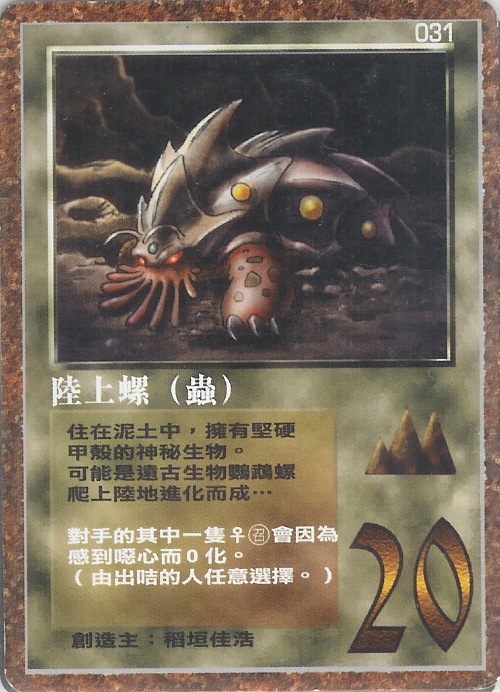 031
陸上螺（蟲）
住在泥土中，擁有堅硬
甲殼的神秘生物。
可能是遠古生物鸚鵡螺
爬上陸地進化而成⋯
對手的其中一隻♀㊁會因為
感到噁心而0化。
（由出咭的人任意選擇。）
20
創造主：稻垣佳浩